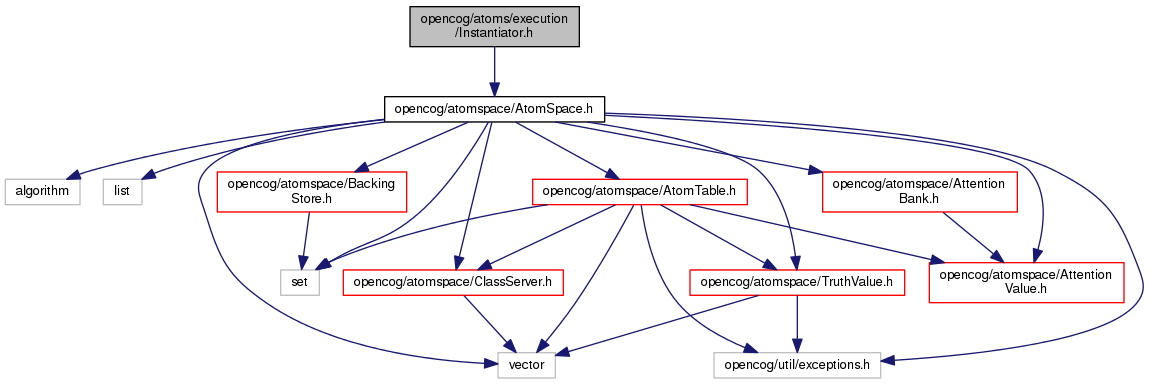 opencog/atoms/execution
/Instantiator.h
opencog/atomspace/AtomSpace.h
algorithm
list
opencog/atomspace/Backing
Store.h
opencog/atomspace/AtomTable.h
opencog/atomspace/Attention
Bank.h
set
opencog/atomspace/ClassServer.h
opencog/atomspace/TruthValue.h
opencog/atomspace/Attention
Value.h
vector
opencog/util/exceptions.h